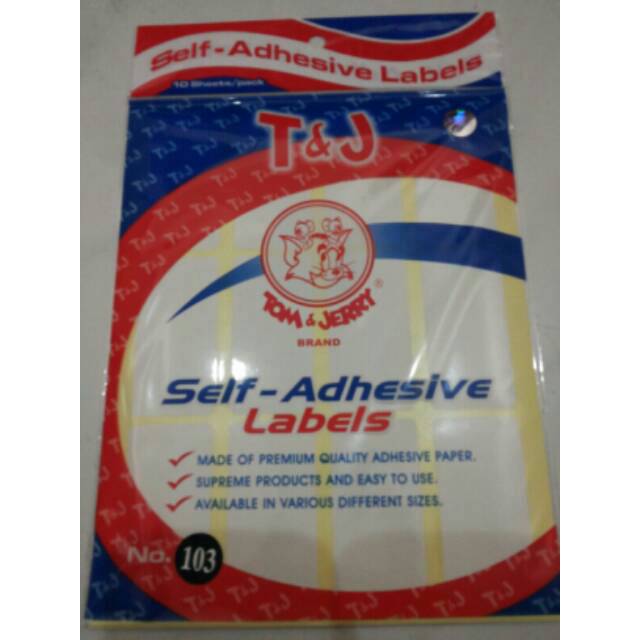 Self-Adhesive Labels
10 Sheets/pack
T&J
TOM & JERRY®
BRAND
Self-Adhesive
Labels
MADE OF PREMIUM QUALITY ADHESIVE PAPER.
SUPREME PRODUCTS AND EASY TO USE.
AVAILABLE IN VARIOUS DIFFERENT SIZES.
No. 103
T&J